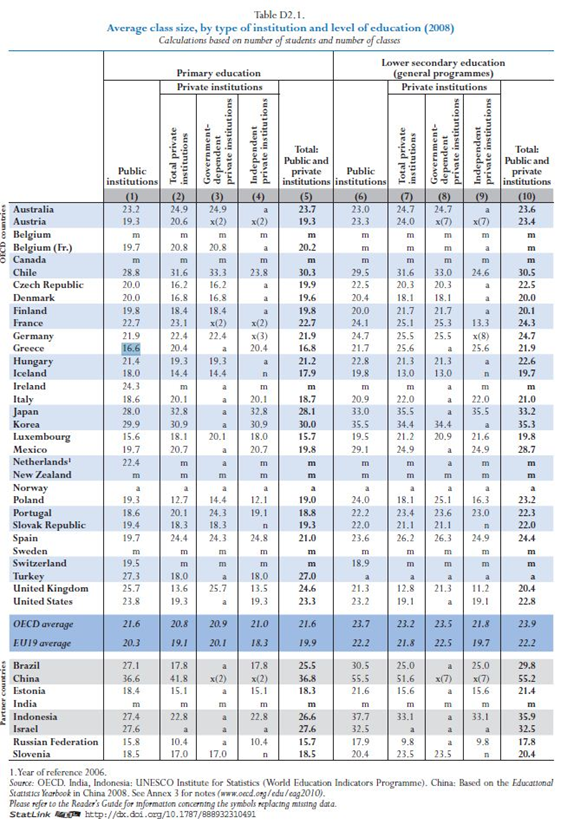 Table D2.1.
Average class size, by type of institution and level of education (2008)
Calculations based on number of students and number of classes
Primary education Lower secondary education (general programmes)
Private institutions Private institutions
Public institutions Total private institutions Government-dependent private institutions Independent private institutions Total: Public and private institutions Public institutions Total private institutions Government-dependent private institutions Independent private institutions Total: Public and private institutions
(1) (2) (3) (4) (5) (6) (7) (8) (9) (10)
OECD countries
Australia 23.2 24.9 24.9 a 23.7 23.0 24.7 24.7 a 23.6
Austria 19.3 20.6 x(2) x(2) 19.3 23.3 24.0 x(7) x(7) 23.4
Belgium m m m m m m m m m m
Belgium (Fr.) 19.7 20.8 20.8 a 20.2 m m m a m
Canada m m m m m m m m m m
Chile 28.8 31.6 33.3 23.8 30.3 29.5 31.6 33.0 24.6 30.5
Czech Republic 20.0 16.2 16.2 a 19.9 22.5 20.3 20.3 a 22.5
Denmark 20.0 16.8 16.8 a 19.6 20.4 18.1 18.1 a 20.0
Finland 19.8 18.4 18.4 a 19.8 20.0 21.7 21.7 a 20.1
France 22.7 23.1 x(2) x(2) 22.7 24.1 25.1 25.3 13.3 24.3
Germany 21.9 22.4 22.4 x(3) 21.9 24.7 25.5 25.5 x(8) 24.7
Greece 16.6 20.4 a 20.4 16.8 21.7 25.6 a 25.6 21.9
Hungary 21.4 19.3 19.3 a 21.2 22.8 21.3 21.3 a 22.6
Iceland 18.0 14.4 14.4 n 17.9 19.8 13.0 13.0 n 19.7
Ireland 24.3 m a m m m m a m m
Italy 18.6 20.1 a 20.1 18.7 20.9 22.0 a 22.0 21.0
Japan 28.0 32.8 a 32.8 28.1 33.0 35.5 a 35.5 33.2
Korea 29.9 30.9 a 30.9 30.0 35.5 34.4 34.4 a 35.3
Luxembourg 15.6 18.1 20.1 18.0 15.7 19.5 21.2 20.9 21.6 19.8
Mexico 19.7 20.7 a 20.7 19.8 29.1 24.9 a 24.9 28.7
Netherlands¹ 22.4 m a m m m m a m m
New Zealand m m m m m m m m m m
Norway a a a a a a a a a a
Poland 19.3 12.7 14.4 12.1 19.0 24.0 18.1 25.1 16.3 23.2
Portugal 18.6 20.1 24.3 19.1 18.8 22.2 23.4 23.6 23.0 22.3
Slovak Republic 19.4 18.3 18.3 n 19.3 22.0 21.1 21.1 n 22.0
Spain 19.7 24.4 24.3 24.8 21.0 23.6 26.2 26.3 24.9 24.4
Sweden m m m m m m m m m m
Switzerland 19.5 m m m m 18.9 m m m m
Turkey 27.3 18.0 a 18.0 27.0 a a a a a
United Kingdom 25.7 13.6 25.7 13.5 24.6 21.3 12.8 21.3 11.2 20.4
United States 23.8 19.3 a 19.3 23.3 23.2 19.1 a 19.1 22.8
OECD average 21.6 20.8 20.9 21.0 21.6 23.7 23.2 23.5 21.8 23.9
EU19 average 20.3 19.1 20.1 18.3 19.9 22.2 21.8 22.5 19.7 22.2
Partner countries
Brazil 27.1 17.8 a 17.8 25.5 30.5 25.0 a 25.0 29.8
China 36.6 41.8 x(2) x(2) 36.8 55.5 51.6 x(7) x(7) 55.2
Estonia 18.4 15.1 a 15.1 18.3 21.6 15.6 a 15.6 21.4
India m m m m m m m m m m
Indonesia 27.4 22.8 a 22.8 26.6 37.7 33.1 a 33.1 35.9
Israel 27.6 a a a 27.6 32.5 a a a 32.5
Russian Federation 15.8 10.4 a 10.4 15.7 17.9 9.8 a 9.8 17.8
Slovenia 18.5 17.0 17.0 n 18.5 20.4 23.5 23.5 n 20.4
1.Year of reference 2006.
Source: OECD. India, Indonesia: UNESCO Institute for Statistics (World Education Indicators Programme). China: Based on the Educational
Statistics Yearbook in China 2008. See Annex 3 for notes (www.oecd.org/edu/eag2010).
Please refer to the Reader's Guide for information concerning the symbols replacing missing data.
StatLink http://dx.doi.org/10.1787/888932310491